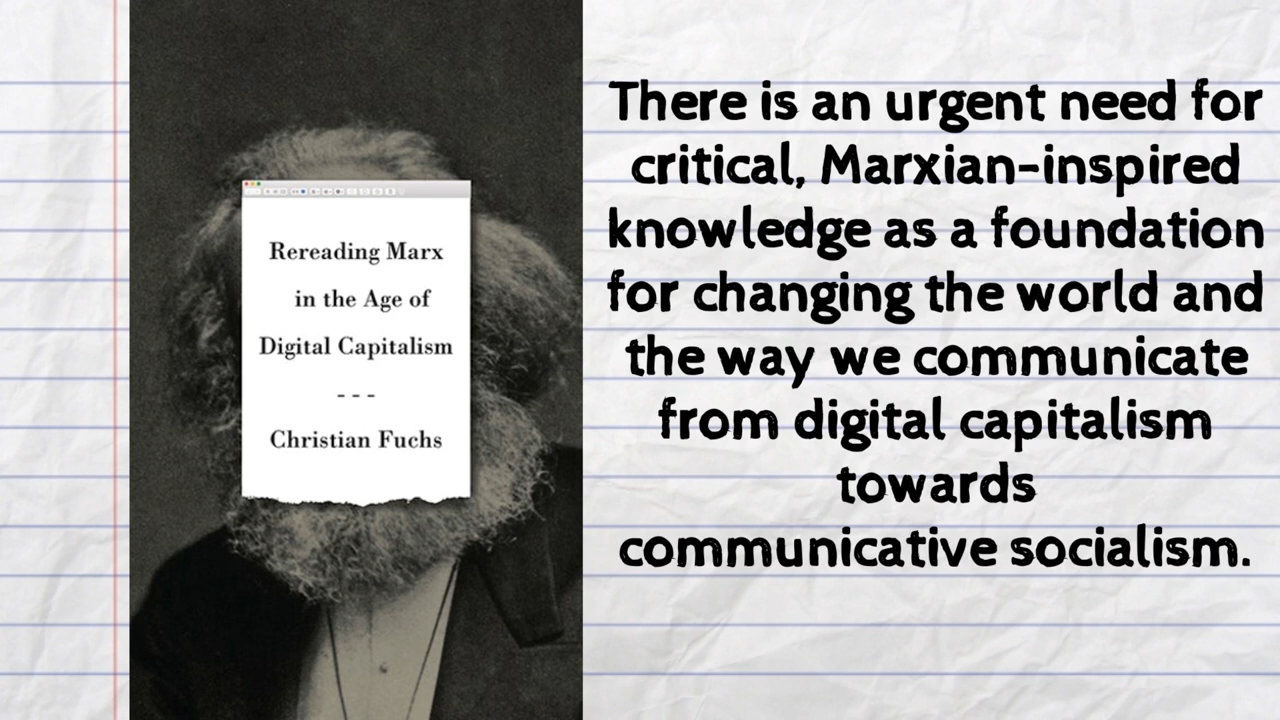 Rereading Marx
in the Age of
Digital Capitalism
---
Christian Fuchs
There is an urgent need for
critical, Marxian-inspired
knowledge as a foundation
for changing the world and
the way we communicate
from digital capitalism
towards
communicative socialism.